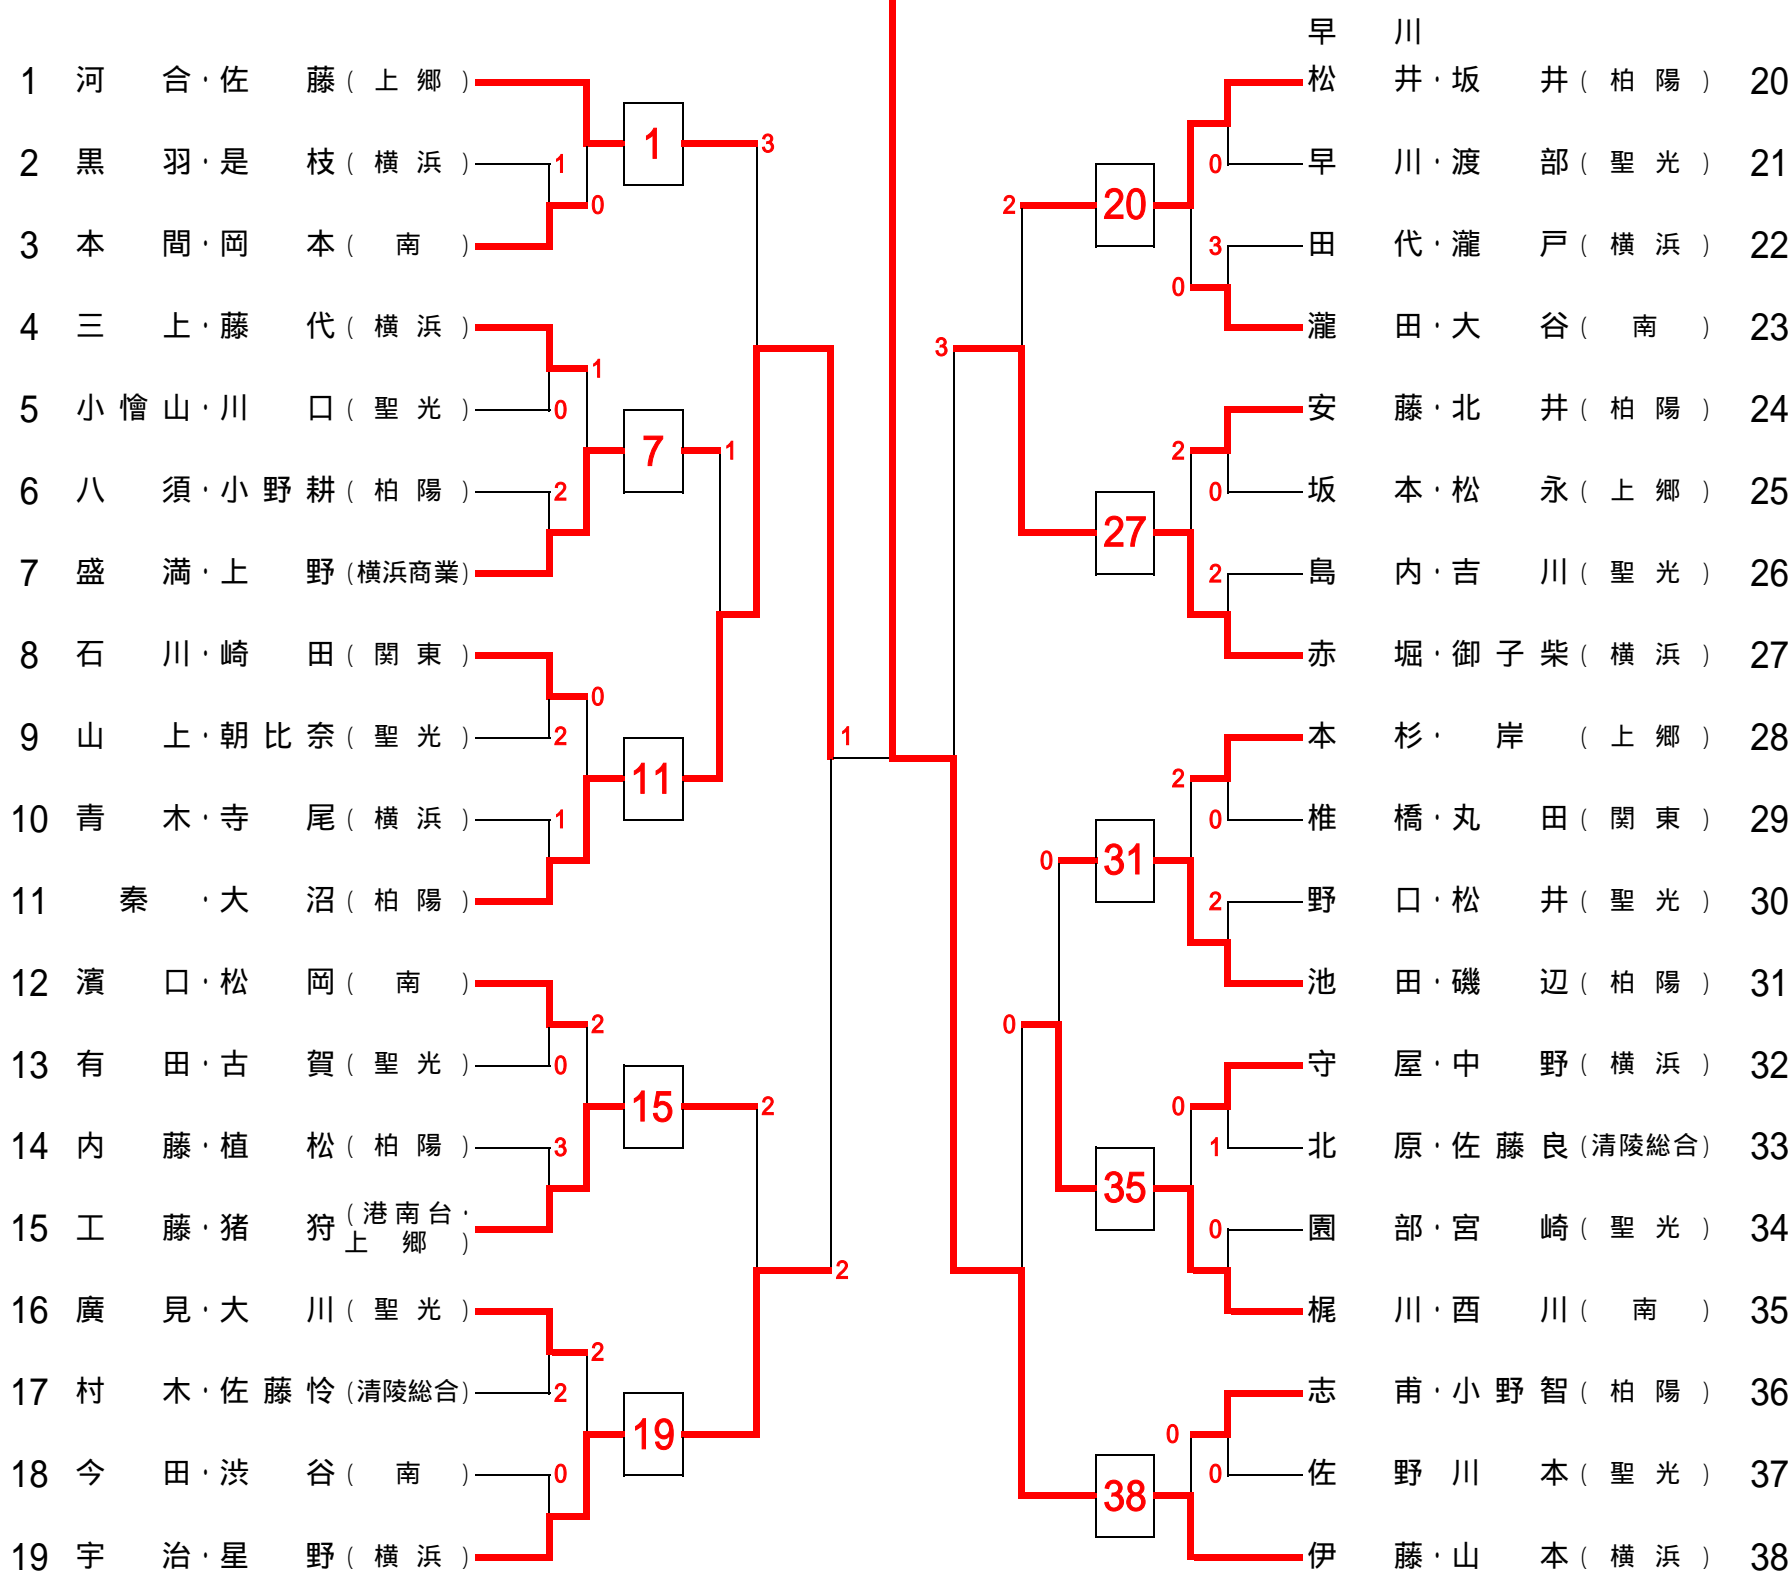 早川
1 河合・佐藤(上郷)
2 黒羽・是枝(横浜)
3 本間・岡本(南)
4 三上・藤代(横浜)
5 小檜山・川口(聖光)
6 八須・小野耕(柏陽)
7 盛満・上野(横浜商業)
8 石川・崎田(関東)
9 山上・朝比奈(聖光)
10 青木・寺尾(横浜)
11 秦・大沼(柏陽)
12 濱口・松岡(南)
13 有田・古賀(聖光)
14 内藤・植松(柏陽)
15 工藤・猪狩(港南台・
上郷)
16 廣見・大川(聖光)
17 村木・佐藤怜(清陵総合)
18 今田・渋谷(南)
19 宇治・星野(横浜)
1
0
1
3
1
0
2
7
1
0
2
1
11
2
0
3
15
2
2
2
0
19
1
2
松井・坂井(柏陽) 20
早川・渡部(聖光) 21
田代・瀧戸(横浜) 22
瀧田・大谷(南) 23
安藤・北井(柏陽) 24
坂本・松永(上郷) 25
島内・吉川(聖光) 26
赤堀・御子柴(横浜) 27
本杉・岸(上郷) 28
椎橋・丸田(関東) 29
野口・松井(聖光) 30
池田・磯辺(柏陽) 31
守屋・中野(横浜) 32
北原・佐藤良(清陵総合) 33
園部・宮崎(聖光) 34
梶川・酉川(南) 35
志甫・小野智(柏陽) 36
佐野川本(聖光) 37
伊藤・山本(横浜) 38
0
2
20
3
0
3
2
0
27
2
2
0
0
31
2
0
0
1
35
0
0
0
38